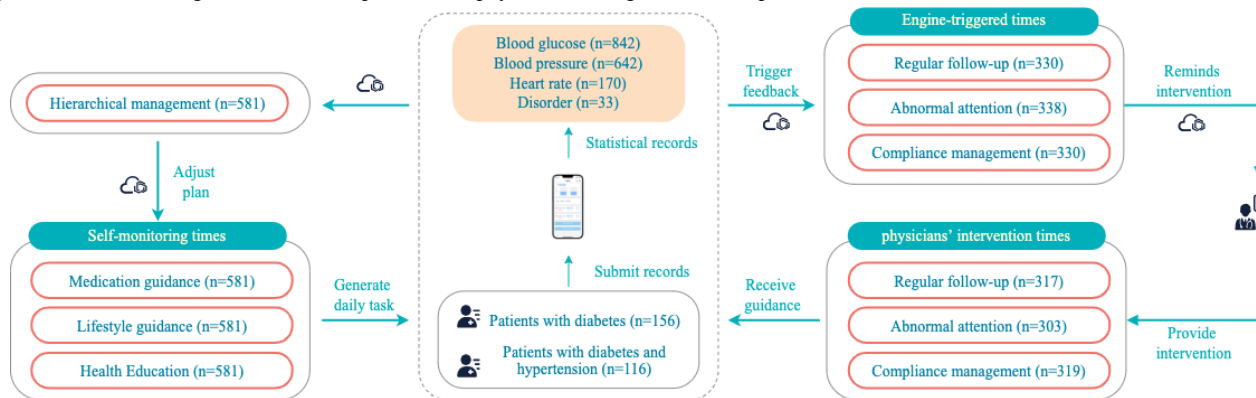 Engine-triggered times
Blood glucose (n=842)
Blood pressure (n=642)
Heart rate (n=170)
Disorder (n=33)
Trigger
feedback
Regular follow-up (n=330)
Abnormal attention (n=338)
Compliance management (n=330)
Reminds
intervention
Hierarchical management (n=581)
Statistical records
Adjust
plan
Self-monitoring times
Medication guidance (n=581)
Lifestyle guidance (n=581)
Health Education (n=581)
Generate
daily task
Submit records
Patients with diabetes (n=156)
Patients with diabetes and
hypertension (n=116)
Receive
guidance
physicians' intervention times
Regular follow-up (n=317)
Abnormal attention (n=303)
Compliance management (n=319)
Provide
intervention